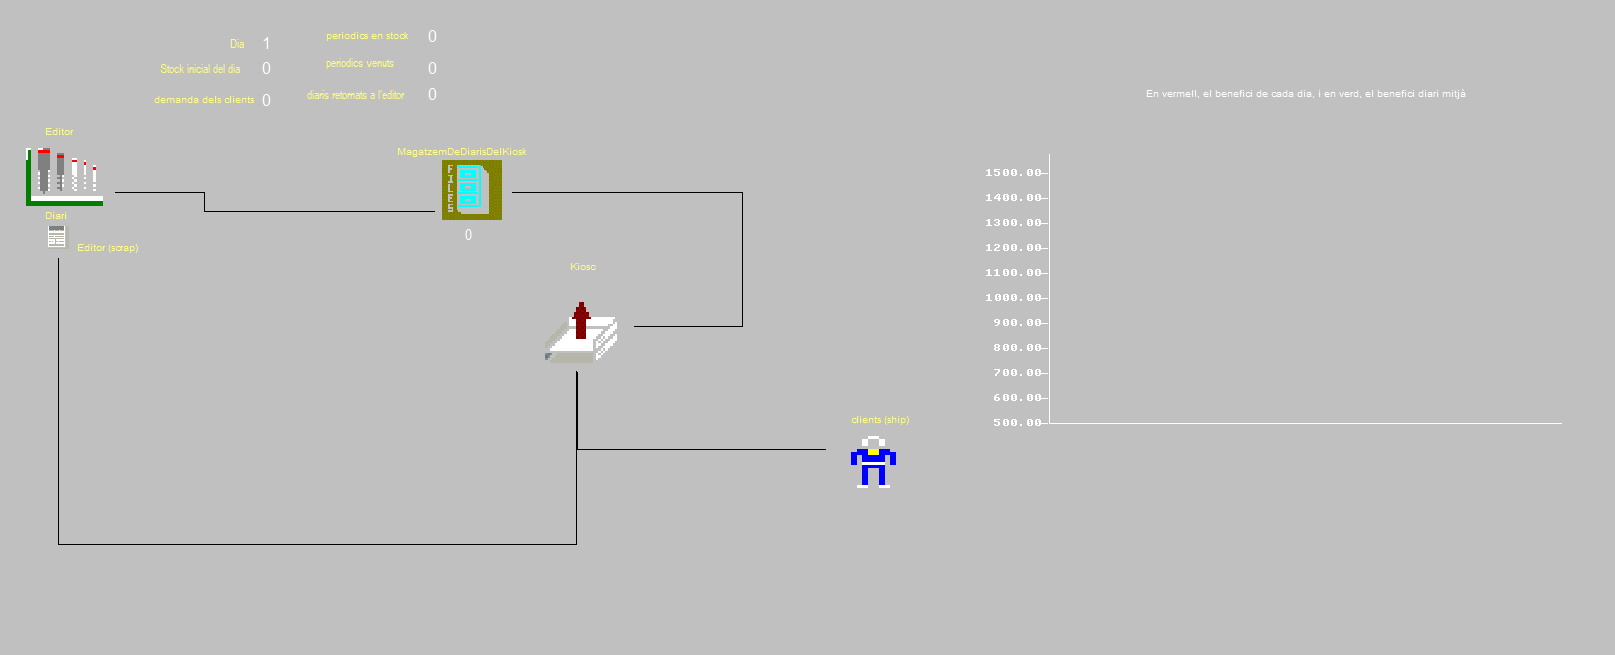 Dia 1
periodics en stock 0
Stock inicial del dia 0
periodics venuts 0
demanda dels clients 0
diaris retornats a l'editor 0
En vermell, el benefici de cada dia, i en verd, el benefici diari mitjà
Editor
MagatzemDeDiarisDelKiosk
FILES
0
Diari
Editor (scrap)
Kiosc
clients (ship)
1500.00
1400.00
1300.00
1200.00
1100.00
1000.00
900.00
800.00
700.00
600.00
500.00